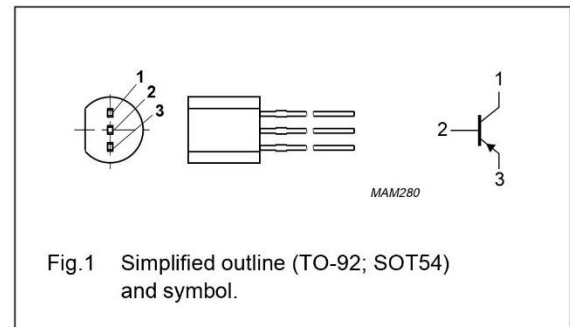 1
2
3
1
2
3
MAM280
Fig.1 Simplified outline (TO-92; SOT54)
and symbol.